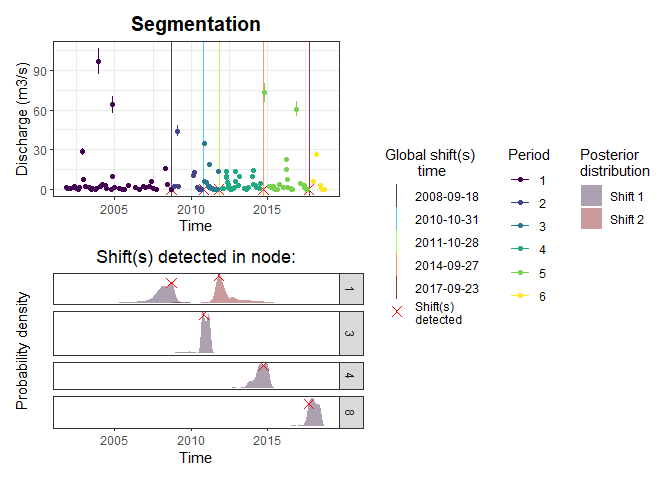 Segmentation
Discharge (m3/s)
90
60
30
0
2005
2010
2015
Time
Shift(s) detected in node:
Probability density
1
3
4
8
2005
2010
2015
Time
Global shift(s)
time
2008-09-18
2010-10-31
2011-10-28
2014-09-27
2017-09-23
Shift(s)
detected
Period
1
2
3
4
5
6
Posterior
distribution
Shift 1
Shift 2